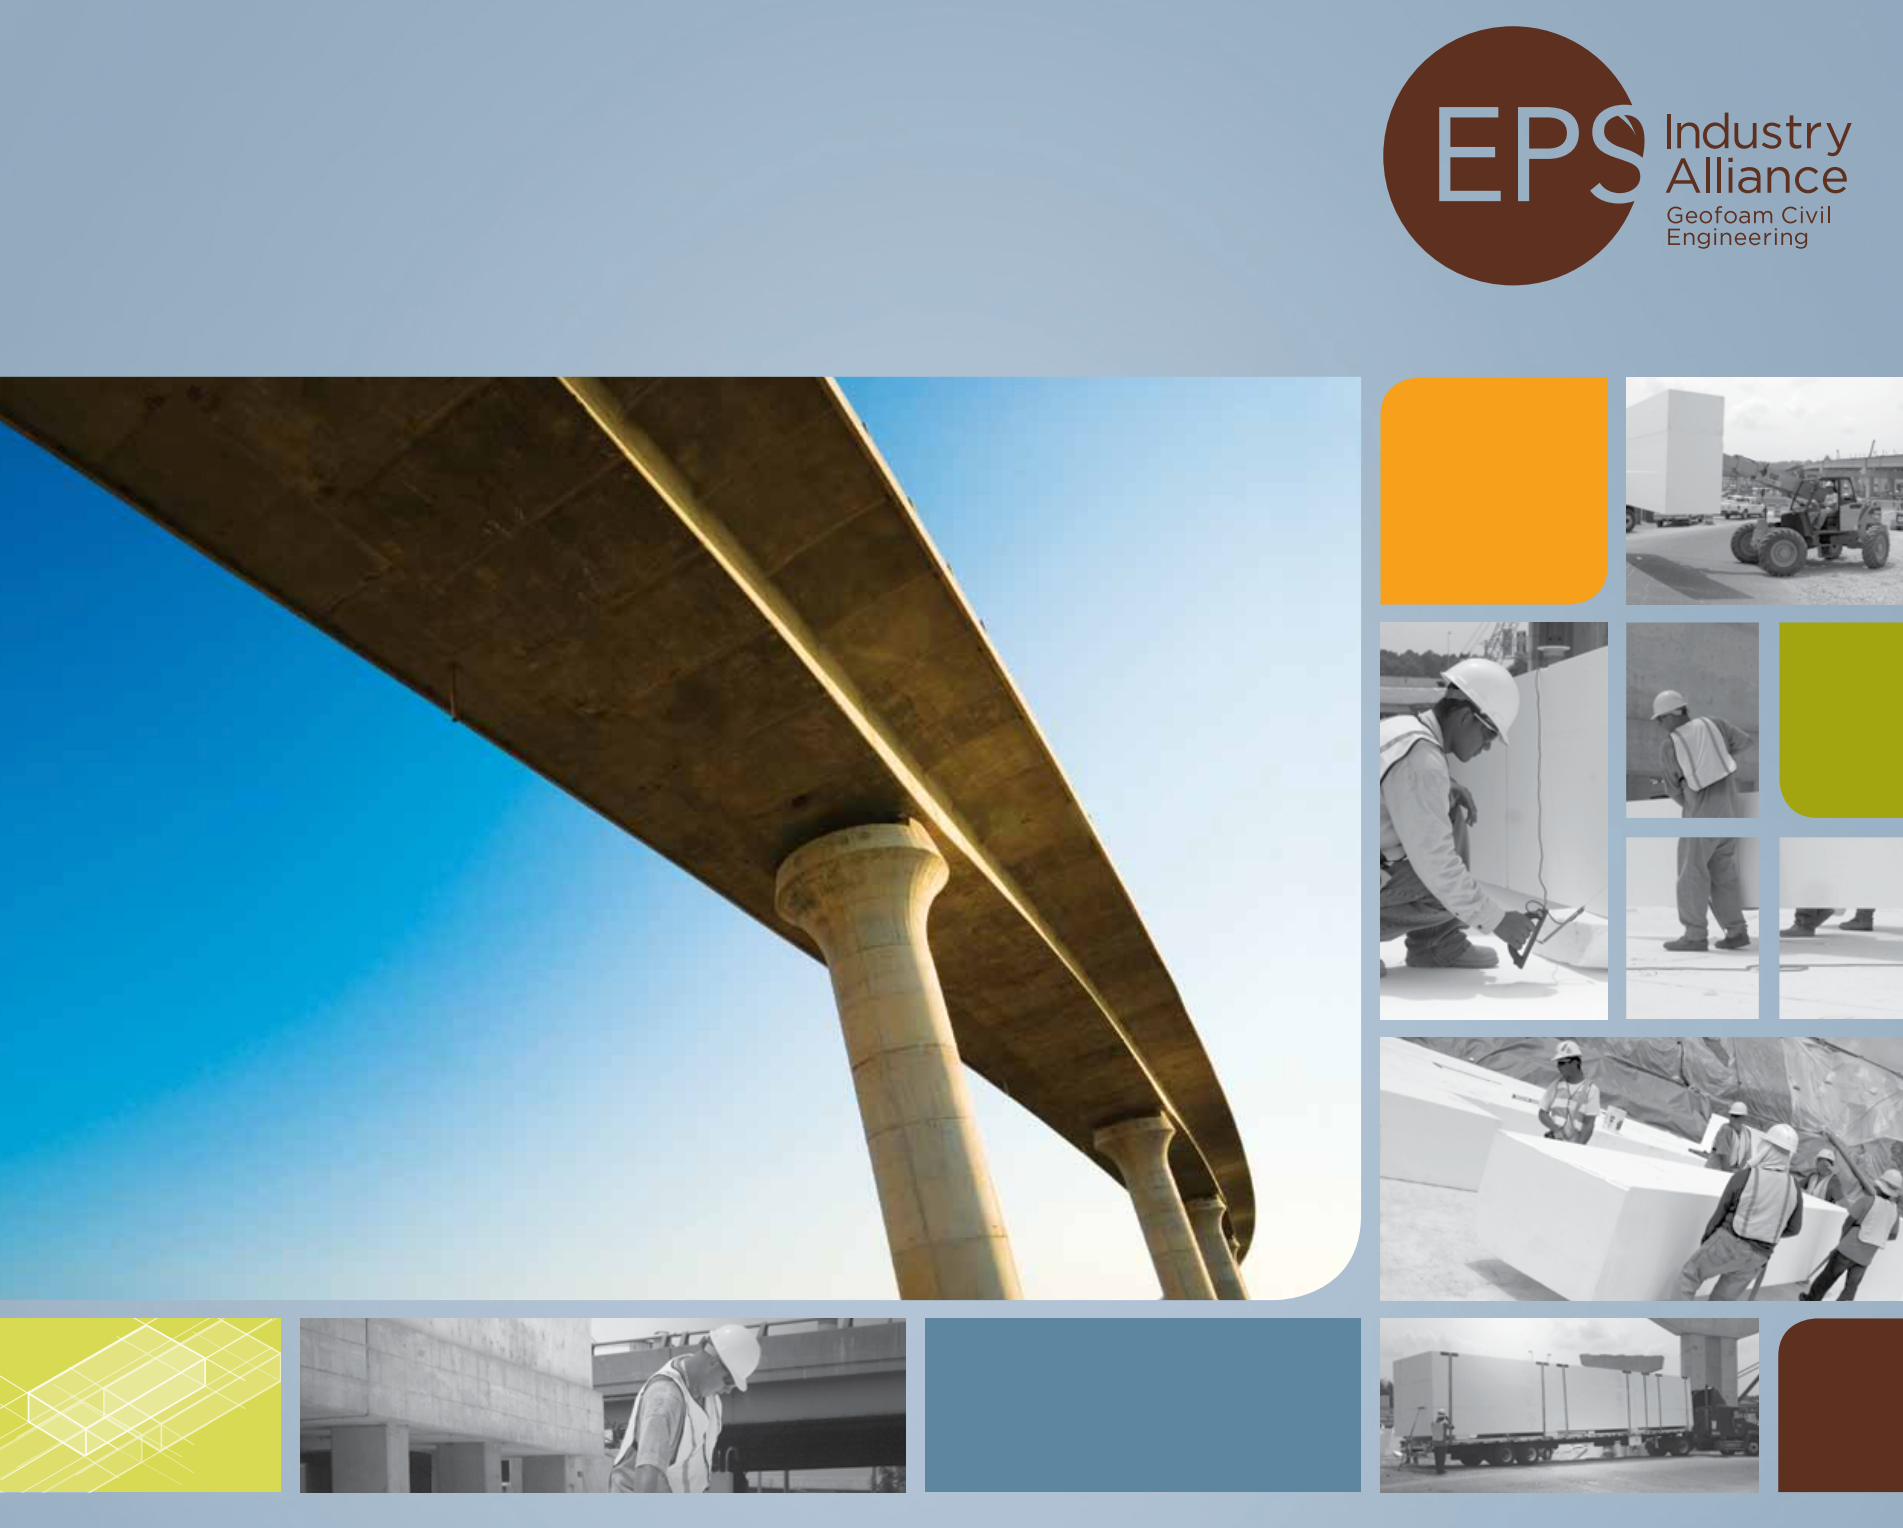 EPS
Industry
Alliance
Geofoam Civil
Engineering